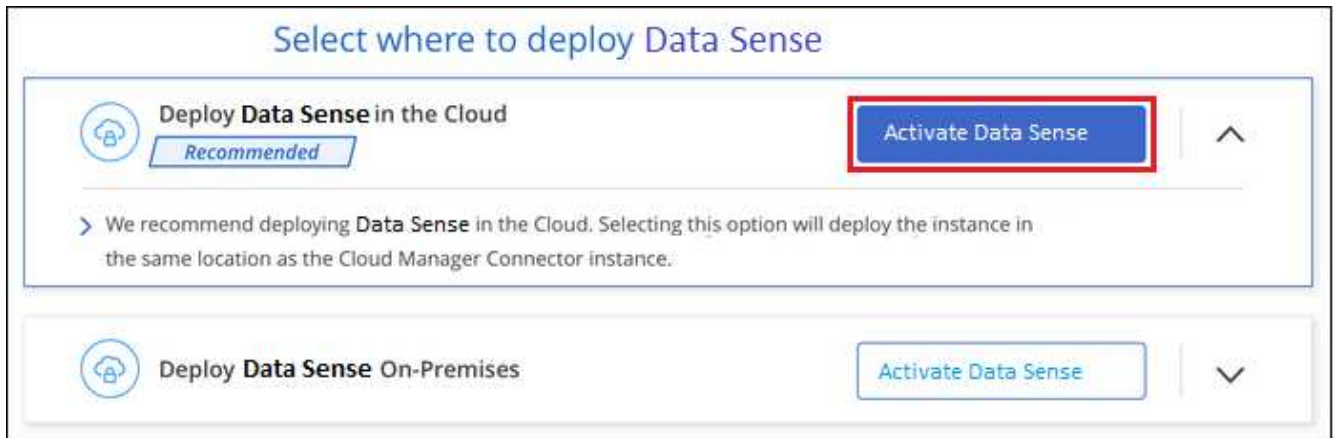 Select where to deploy Data Sense
Deploy Data Sense in the Cloud
Recommended
Activate Data Sense
We recommend deploying Data Sense in the Cloud. Selecting this option will deploy the instance in
the same location as the Cloud Manager Connector instance.
Deploy Data Sense On-Premises
Activate Data Sense